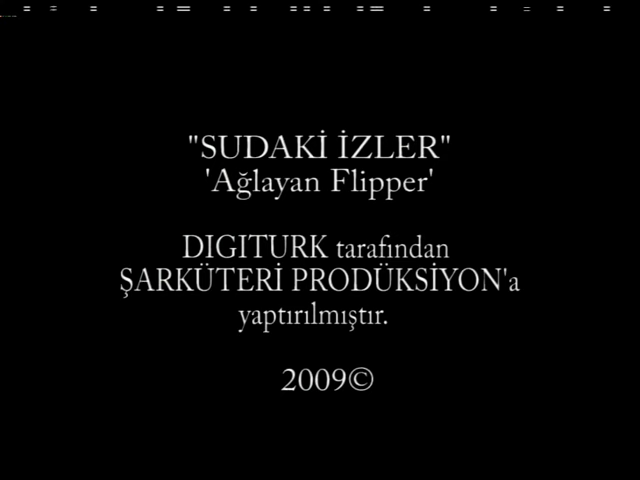 "SUDAKİ İZLER"
'Ağlayan Flipper'
DIGITURK tarafından
ŞARKÜTERİ PRODÜKSİYON'a
yaptırılmıştır.
2009©